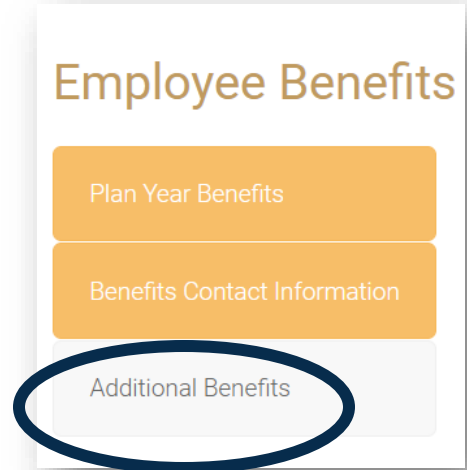 Employee Benefits
Plan Year Benefits
Benefits Contact Information
Additional Benefits